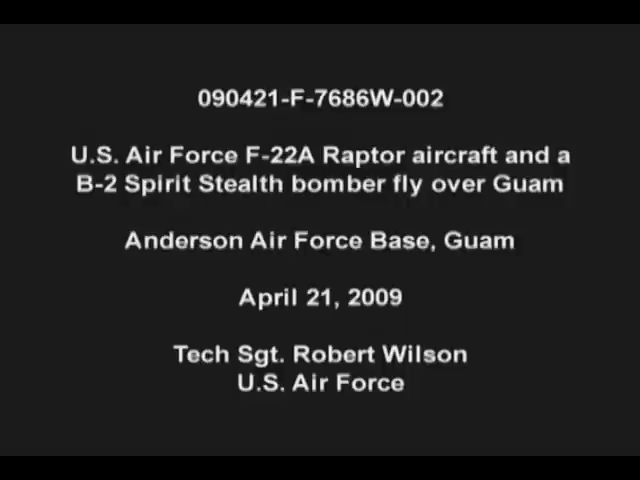 090421-F-7686W-002
U.S. Air Force F-22A Raptor aircraft and a
B-2 Spirit Stealth bomber fly over Guam
Anderson Air Force Base, Guam
April 21, 2009
Tech Sgt. Robert Wilson
U.S. Air Force